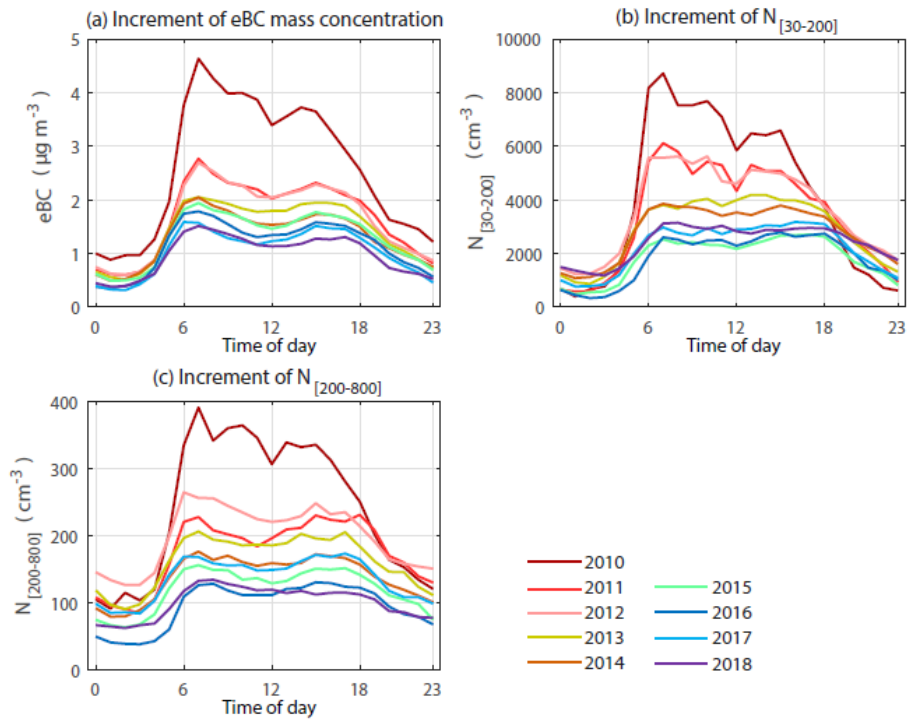 (a) Increment of eBC mass concentration
5
4
3
2
1
0
eBC ( µg m⁻³ )
0 6 12 18 23
Time of day
(b) Increment of N[30-200]
10000
8000
6000
4000
2000
0
N[30-200] (cm⁻³ )
0 6 12 18 23
Time of day
(c) Increment of N[200-800]
400
300
200
100
0
N[200-800] ( cm⁻³ )
0 6 12 18 23
Time of day
2010
2011
2012
2013
2014
2015
2016
2017
2018